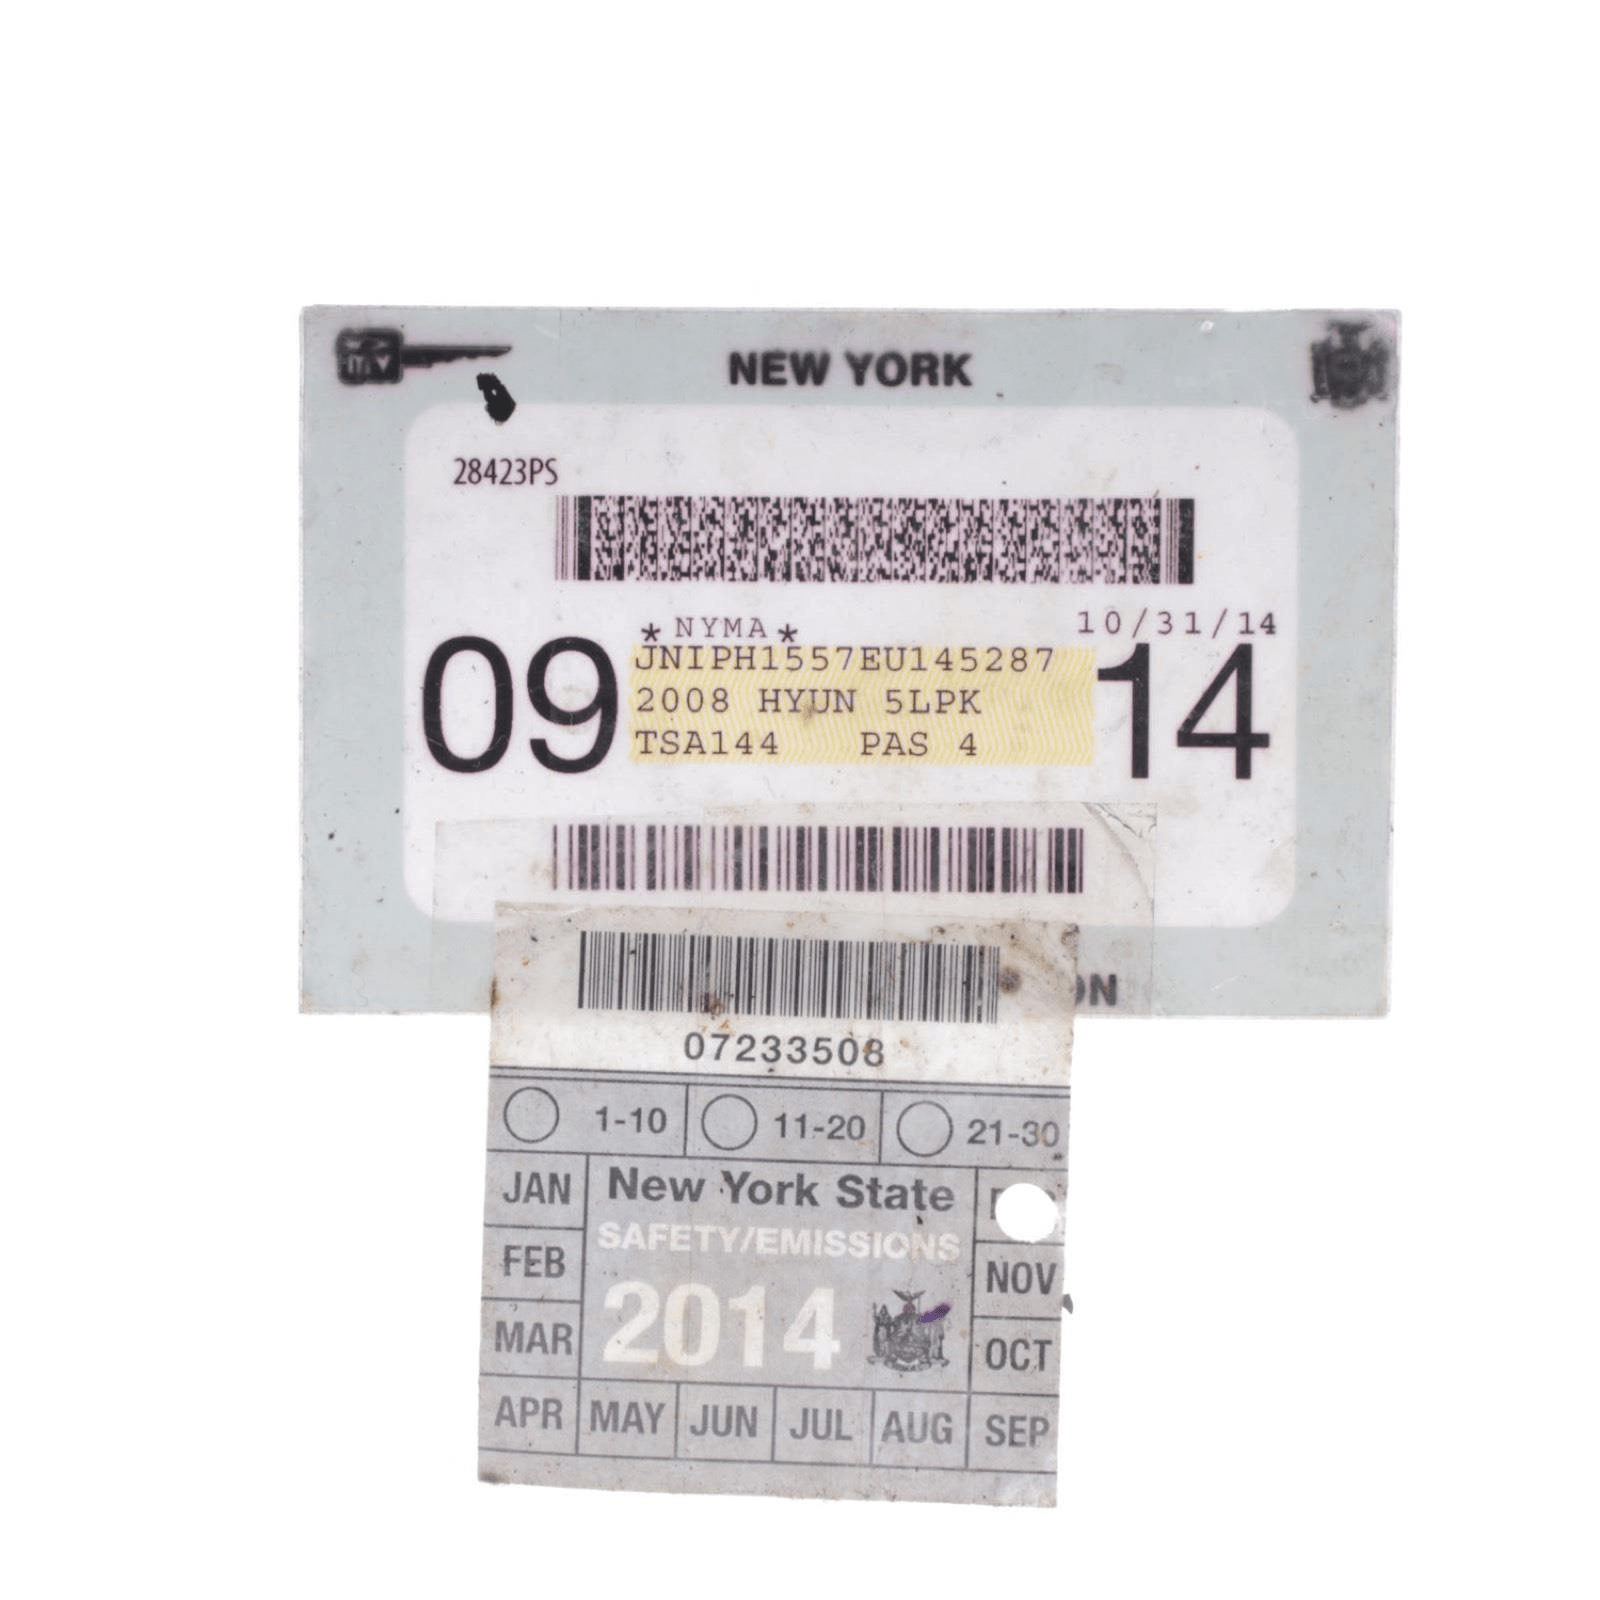 NEW YORK
28423PS
*NYMA*
10/31/14
09
JNIPH1557EU145287
2008 HYUN 5LPK
TSA144 PAS 4
14
ON
07233508
1-10 11-20 21-30
JAN
New York State
FEB
SAFETY/EMISSIONS
NOV
MAR
2014
OCT
APR MAY JUN JUL AUG SEP